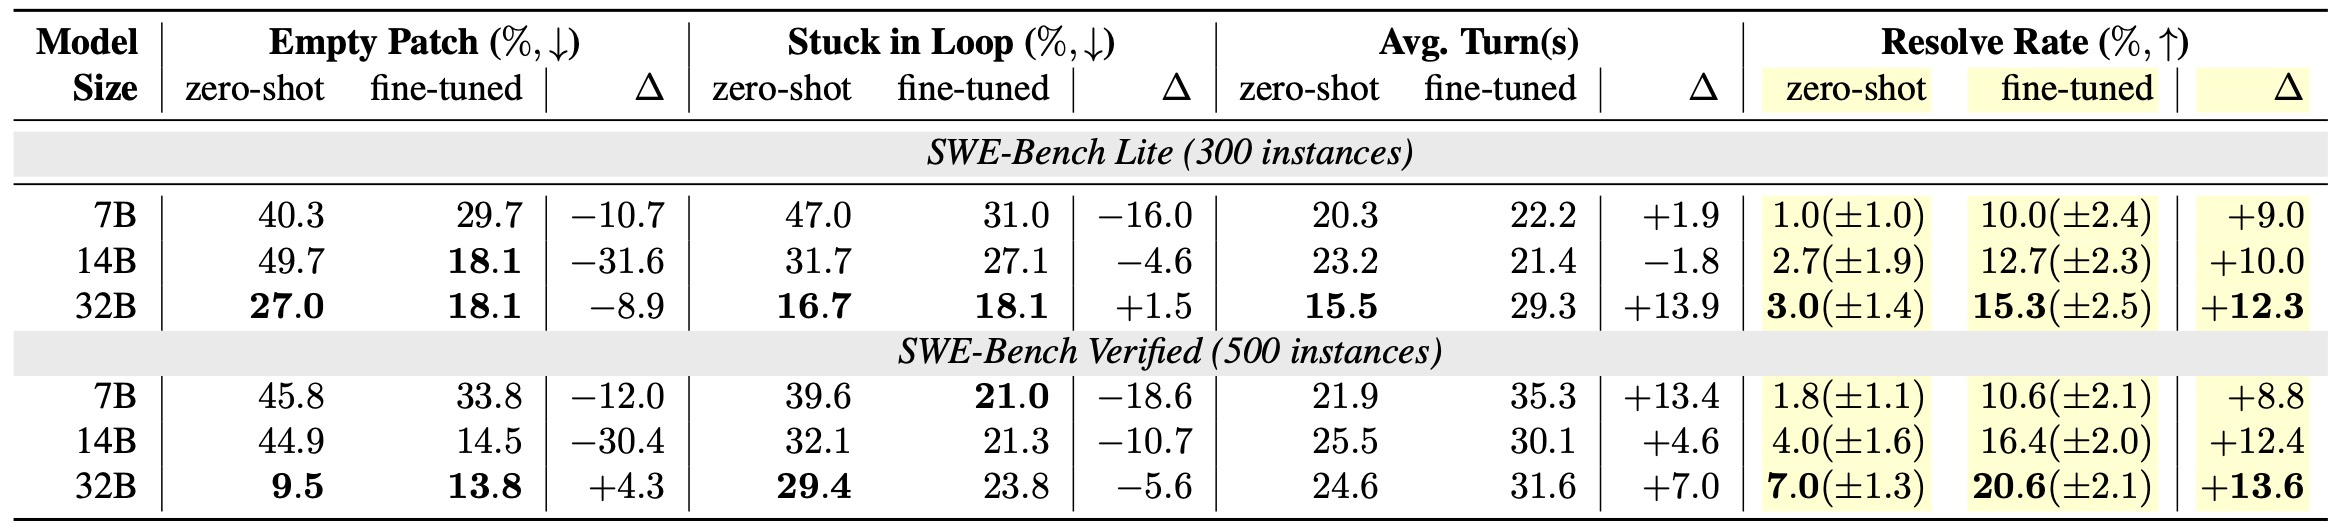 Model Empty Patch (%, ↓) Stuck in Loop (%, ↓) Avg. Turn(s) Resolve Rate (%, ↑)
Size zero-shot fine-tuned Δ zero-shot fine-tuned Δ zero-shot fine-tuned Δ zero-shot fine-tuned Δ
SWE-Bench Lite (300 instances)
7B 40.3 29.7 −10.7 47.0 31.0 −16.0 20.3 22.2 +1.9 1.0(±1.0) 10.0(±2.4) +9.0
14B 49.7 18.1 −31.6 31.7 27.1 −4.6 23.2 21.4 −1.8 2.7(±1.9) 12.7(±2.3) +10.0
32B 27.0 18.1 −8.9 16.7 18.1 +1.5 15.5 29.3 +13.9 3.0(±1.4) 15.3(±2.5) +12.3
SWE-Bench Verified (500 instances)
7B 45.8 33.8 −12.0 39.6 21.0 −18.6 21.9 35.3 +13.4 1.8(±1.1) 10.6(±2.1) +8.8
14B 44.9 14.5 −30.4 32.1 21.3 −10.7 25.5 30.1 +4.6 4.0(±1.6) 16.4(±2.0) +12.4
32B 9.5 13.8 +4.3 29.4 23.8 −5.6 24.6 31.6 +7.0 7.0(±1.3) 20.6(±2.1) +13.6